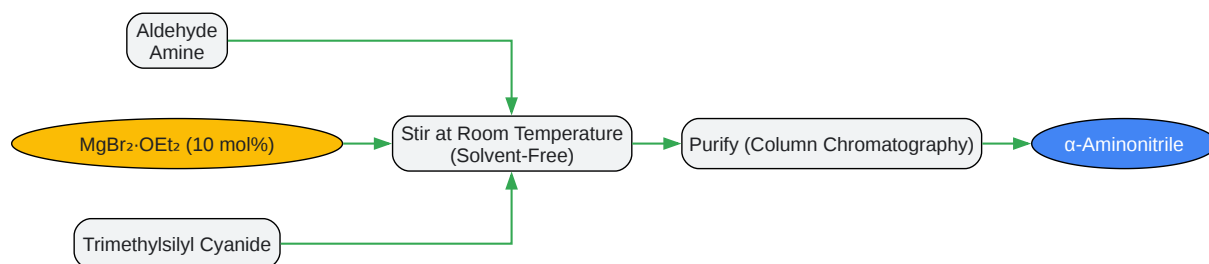 Aldehyde
Amine
MgBr₂·OEt₂ (10 mol%)
Stir at Room Temperature
(Solvent-Free)
Purify (Column Chromatography)
α-Aminonitrile
Trimethylsilyl Cyanide